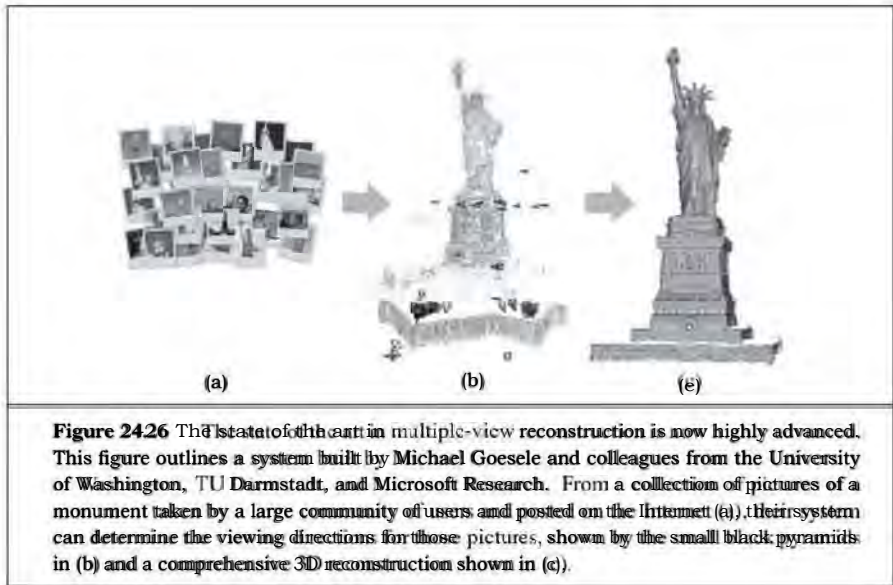 (a) (b) (c)
Figure 24.26 The state of the art in multiple-view reconstruction is now highly advanced.
This figure outlines a system built by Michael Goesele and colleagues from the University
of Washington, TU Darmstadt, and Microsoft Research. From a collection of pictures of a
monument taken by a large community of users and posted on the Internet (a), their system
can determine the viewing directions for those pictures, shown by the small black pyramids
in (b) and a comprehensive 3D reconstruction shown in (c).